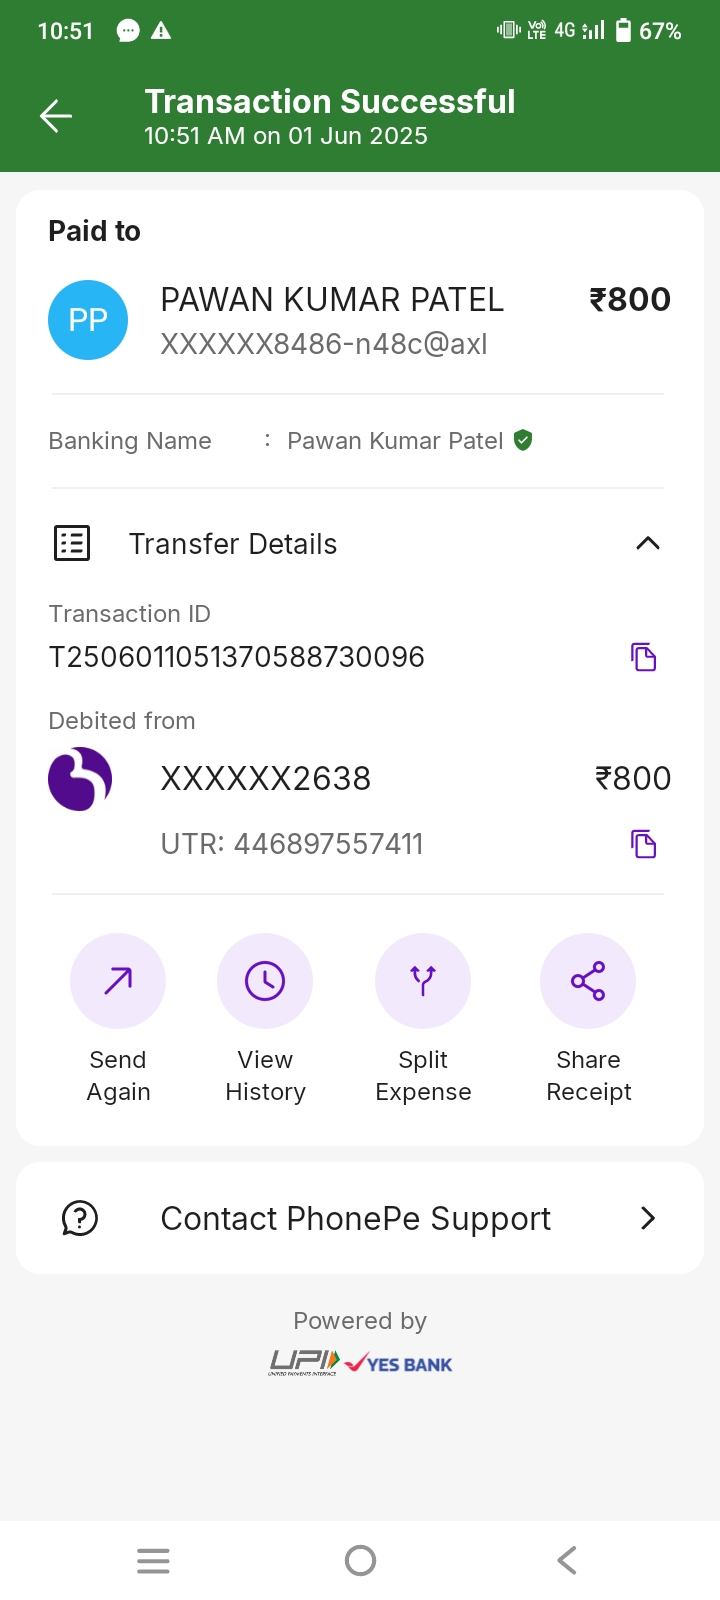 10:51
Vo)) LTE 4G 67%
Transaction Successful
10:51 AM on 01 Jun 2025
Paid to
PP
PAWAN KUMAR PATEL ₹800
XXXXXX8486-n48c@axl
Banking Name : Pawan Kumar Patel
Transfer Details
Transaction ID
T2506011051370588730096
Debited from
XXXXXX2638 ₹800
UTR: 446897557411
Send Again
View History
Split Expense
Share Receipt
Contact PhonePe Support
Powered by
UPI YES BANK
UNIFIED PAYMENTS INTERFACE